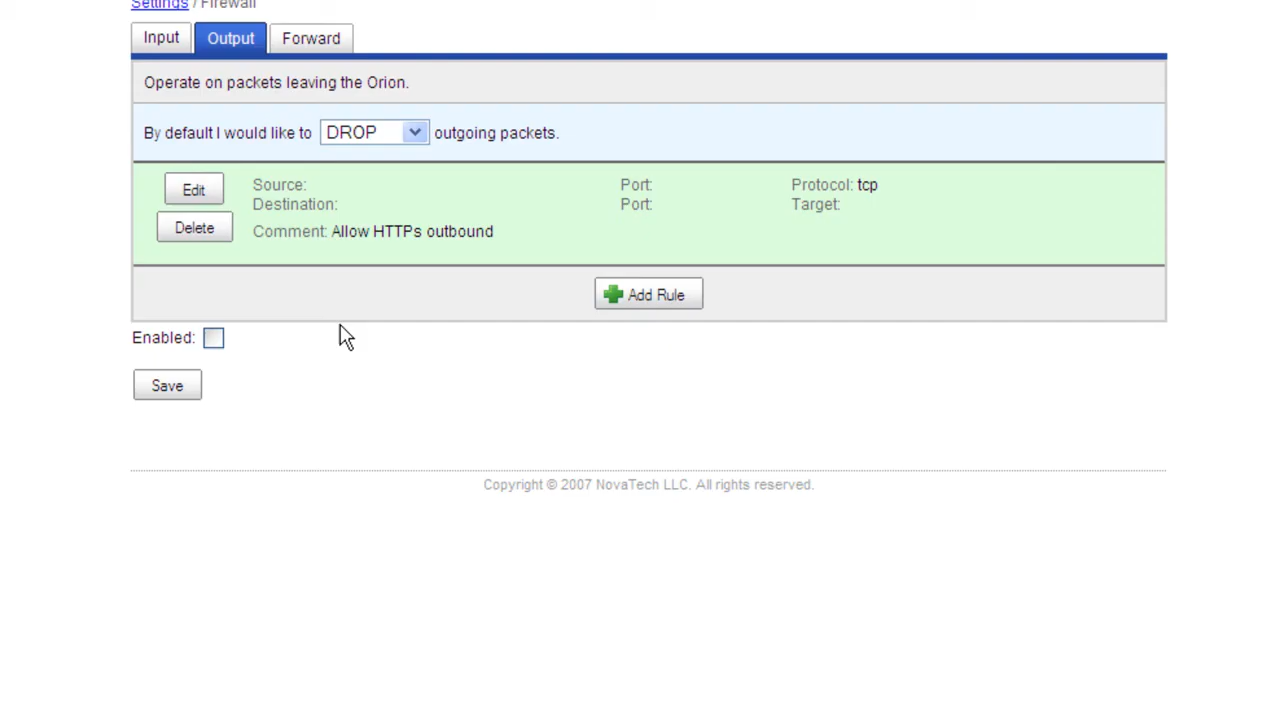 Settings / Firewall
Input Output Forward
Operate on packets leaving the Orion.
By default I would like to DROP outgoing packets.
Edit Source: Port: Protocol: tcp
Destination: Port: Target:
Delete Comment: Allow HTTPs outbound
Add Rule
Enabled:
Save
Copyright © 2007 NovaTech LLC. All rights reserved.